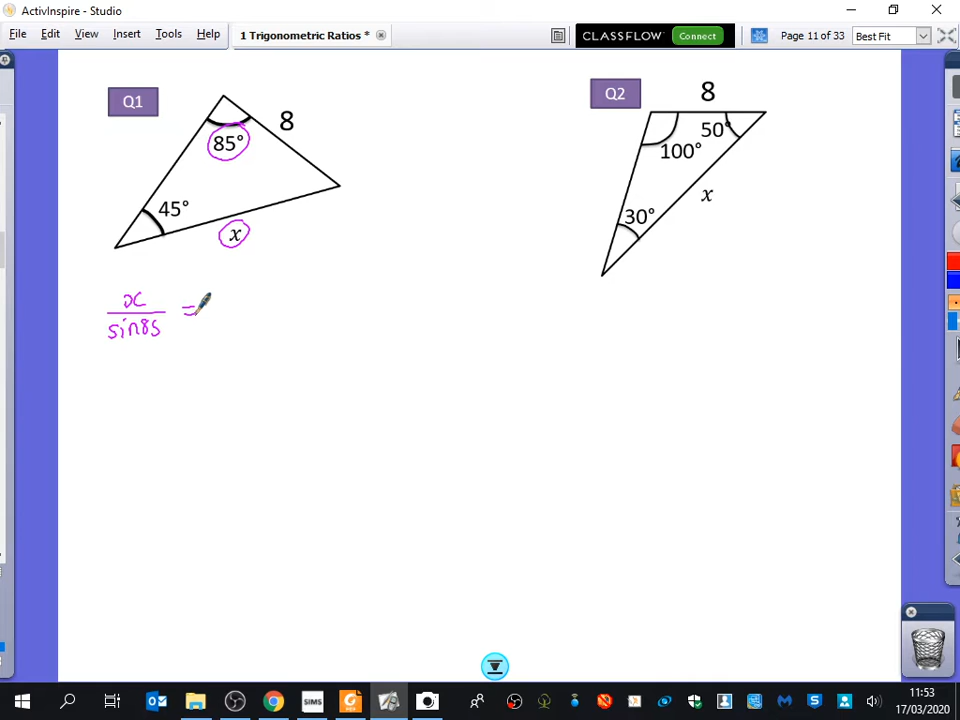 ActivInspire - Studio
File Edit View Insert Tools Help
1 Trigonometric Ratios *
CLASSFLOW Connect
Page 11 of 33
Best Fit
Q1
8
85°
45°
x
Q2
8
50°
100°
x
30°
x
sin85
=
SIMS
11:53
17/03/2020